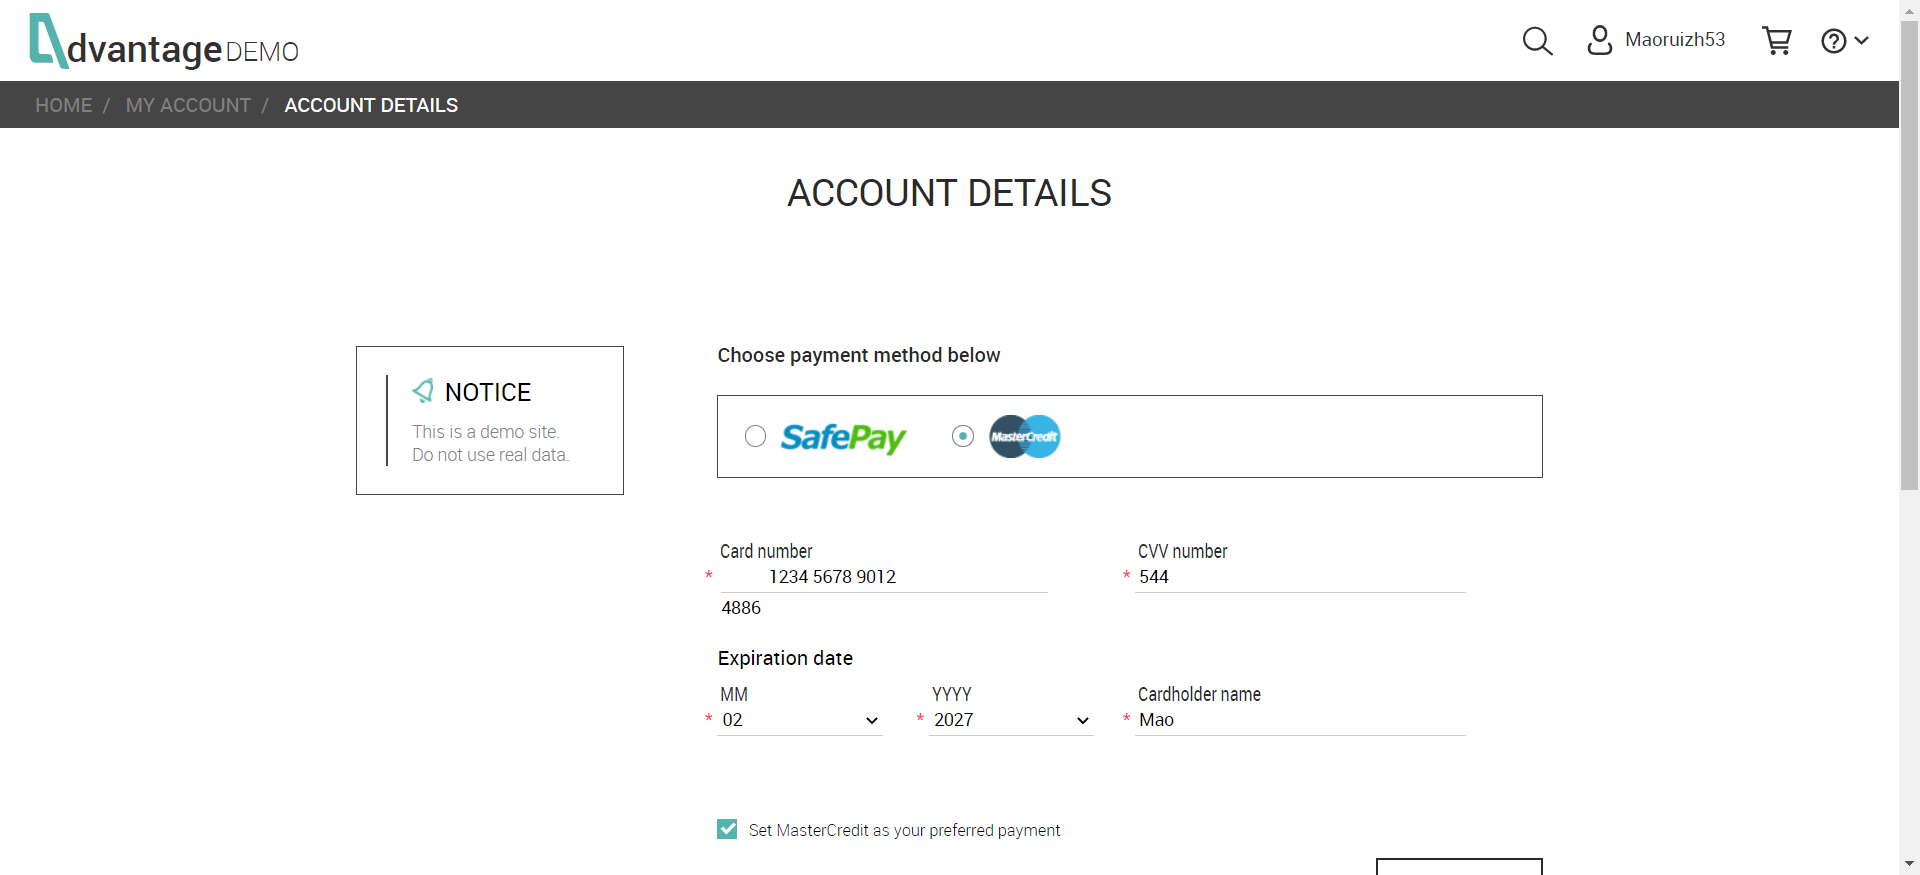 dvantage DEMO
Maoruizh53
HOME / MY ACCOUNT / ACCOUNT DETAILS
ACCOUNT DETAILS
NOTICE
This is a demo site.
Do not use real data.
Choose payment method below
SafePay MasterCredit
Card number
* 1234 5678 9012
4886
CVV number
* 544
Expiration date
MM
* 02
YYYY
* 2027
Cardholder name
* Mao
Set MasterCredit as your preferred payment